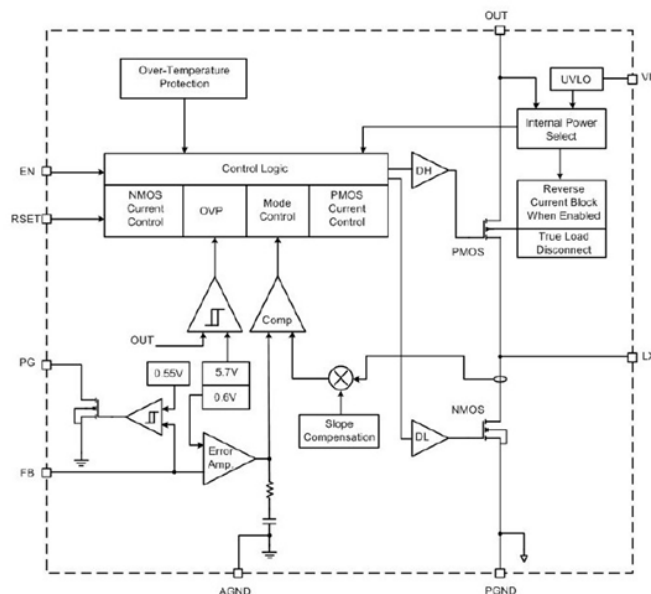 OUT
Over-Temperature
Protection
UVLO
Internal Power
Select
EN
Control Logic
DH
NMOS
Current
Control
OVP
Mode
Control
PMOS
Current
Control
RSET
Reverse
Current Block
When Enabled
True Load
Disconnect
PMOS
OUT
Comp
PG
0.55V
5.7V
0.6V
LX
Slope
Compensation
NMOS
DL
Error
Amp.
FB
AGND
PGND